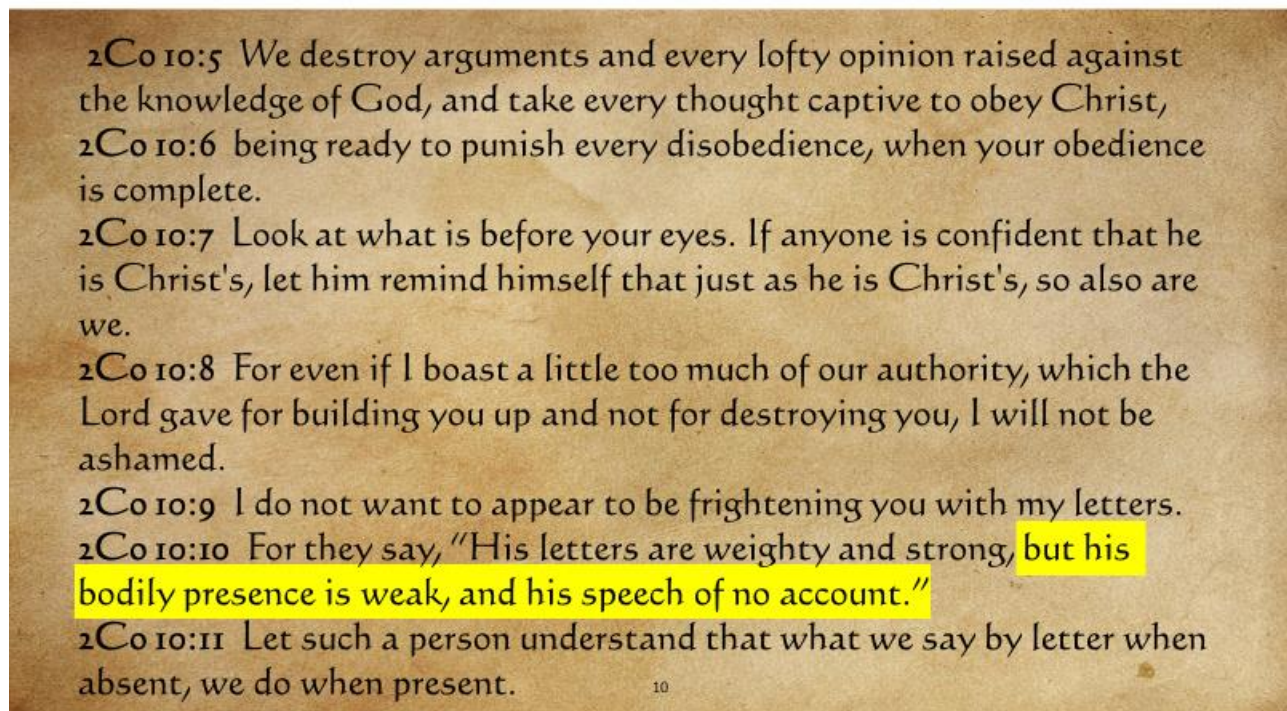 2Co 10:5 We destroy arguments and every lofty opinion raised against
the knowledge of God, and take every thought captive to obey Christ,
2Co 10:6 being ready to punish every disobedience, when your obedience
is complete.
2Co 10:7 Look at what is before your eyes. If anyone is confident that he
is Christ's, let him remind himself that just as he is Christ's, so also are
we.
2Co 10:8 For even if I boast a little too much of our authority, which the
Lord gave for building you up and not for destroying you, I will not be
ashamed.
2Co 10:9 I do not want to appear to be frightening you with my letters.
2Co 10:10 For they say, "His letters are weighty and strong, but his
bodily presence is weak, and his speech of no account."
2Co 10:11 Let such a person understand that what we say by letter when
absent, we do when present.
10